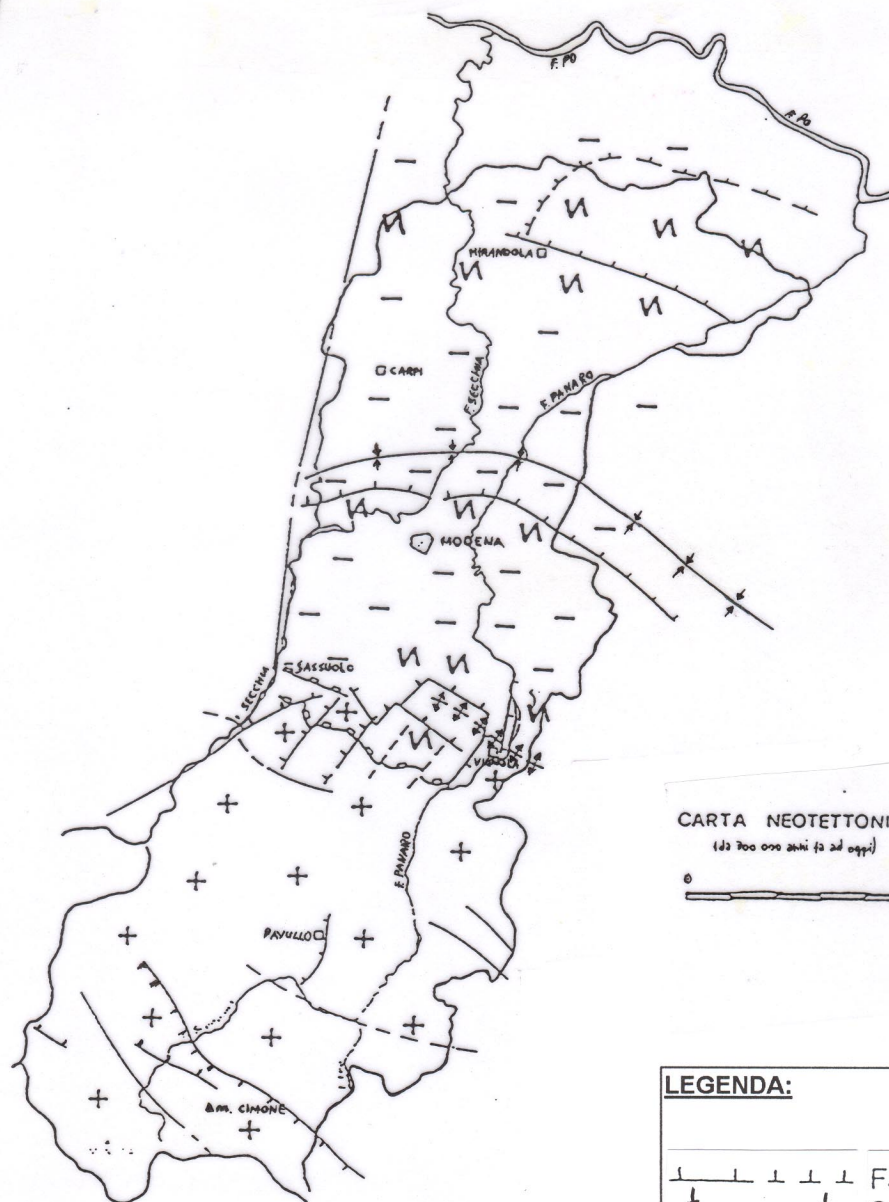 F. PO
F. PO
MIRANDOLA
CARPI
F. SECCHIA
F. PANARO
MODENA
SASSUOLO
SECCHIA
VIGNOLA
CARTA NEOTETTONI
(da 700 000 anni fa ad oggi)
0
F. PANARO
PAVULLO
M. CIMONE
LEGENDA:
F